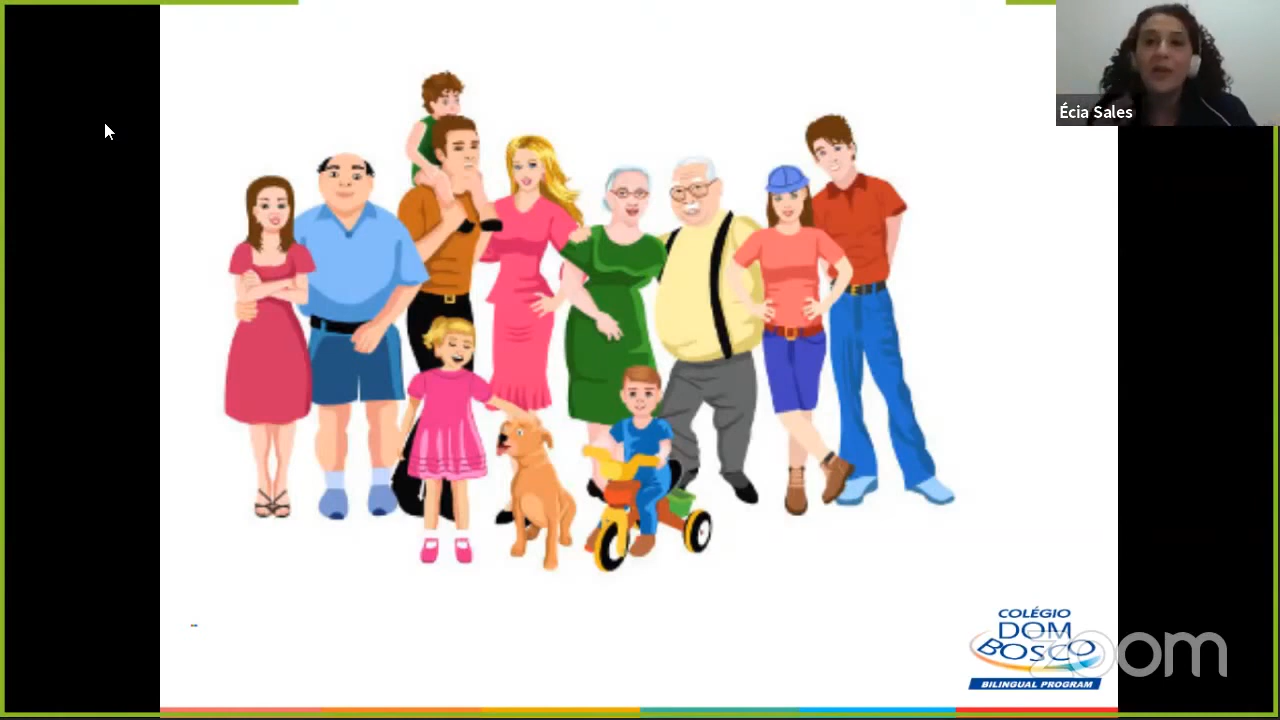 Écia Sales
COLÉGIO
DOM
BOSCO
BILINGUAL PROGRAM
zoom